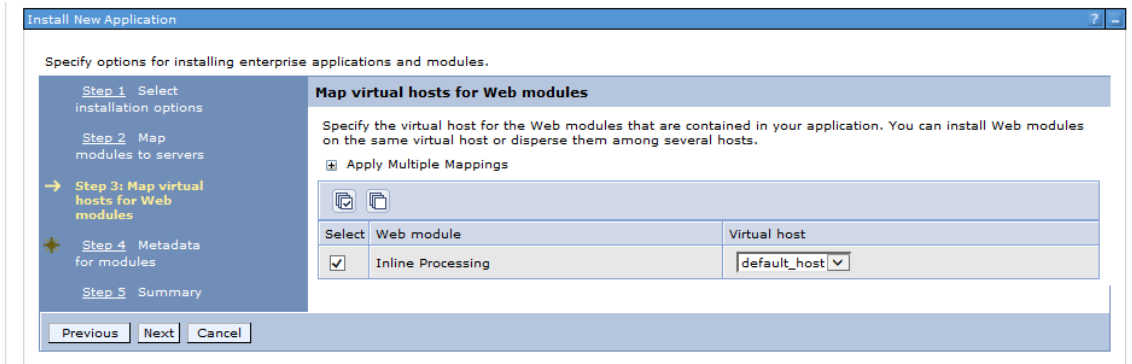 Install New Application
Specify options for installing enterprise applications and modules.
Step 1 Select
installation options
Step 2 Map
modules to servers
Step 3: Map virtual
hosts for Web
modules
Step 4 Metadata
for modules
Step 5 Summary
Map virtual hosts for Web modules
Specify the virtual host for the Web modules that are contained in your application. You can install Web modules
on the same virtual host or disperse them among several hosts.
Apply Multiple Mappings
Select Web module Virtual host
Inline Processing default_host
Previous Next Cancel